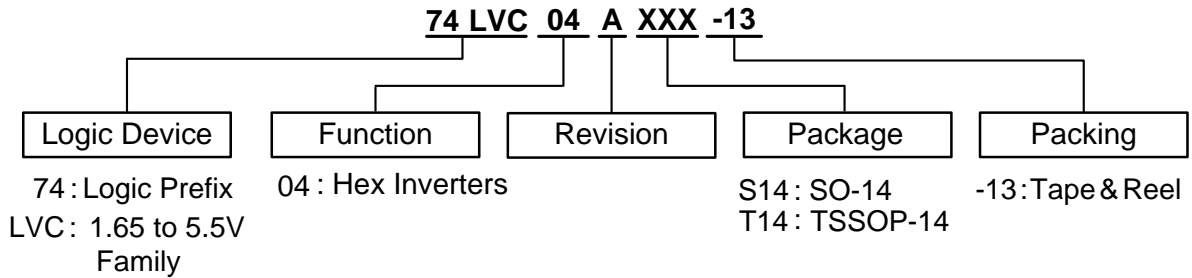 74 LVC 04 A XXX -13
Logic Device
Function
Revision
Package
Packing
74 : Logic Prefix
LVC : 1.65 to 5.5V
Family
04 : Hex Inverters
S14 : SO-14
T14 : TSSOP-14
-13 : Tape & Reel